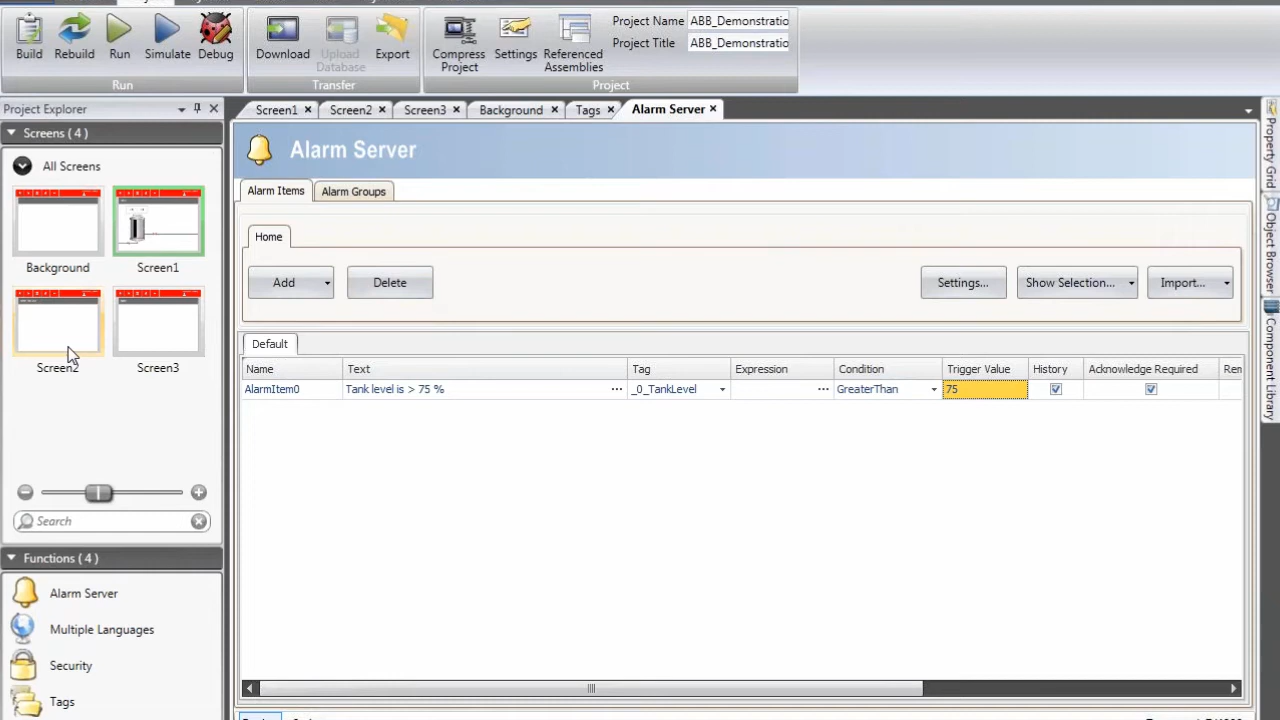 Build Rebuild Run Simulate Debug
Run
Download Upload Database Export
Transfer
Compress Project Settings Referenced Assemblies
Project Name ABB_Demonstratio
Project Title ABB_Demonstratio
Project
Project Explorer
Screen1 Screen2 Screen3 Background Tags Alarm Server
Screens ( 4 )
All Screens
Background Screen1
Screen2 Screen3
Search
Functions ( 4 )
Alarm Server
Multiple Languages
Security
Tags
Alarm Server
Alarm Items Alarm Groups
Home
Add Delete Settings... Show Selection... Import...
Default
Name Text Tag Expression Condition Trigger Value History Acknowledge Required Ren
AlarmItem0 Tank level is > 75 % ... _0_TankLevel ... GreaterThan 75
Property Grid
Object Browser
Component Library